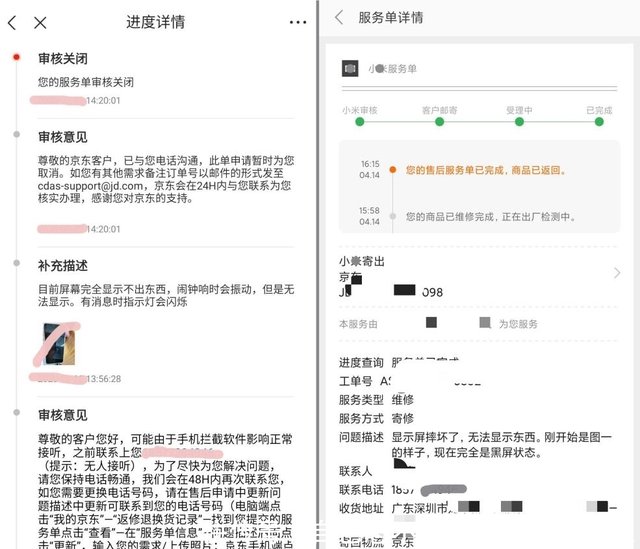 进度详情
审核关闭
您的服务单审核关闭
14:20:01
审核意见
尊敬的京东客户，已与您电话沟通，此单申请暂时为您
取消。如您有其他需求备注订单号以邮件的形式发至
cdas-support@jd.com，京东会在24H内与您联系为您
核实办理，感谢您对京东的支持。
14:20:01
补充描述
目前屏幕完全显示不出东西，闹钟响时会振动，但是无
法显示。有消息时指示灯会闪烁
13:56:28
审核意见
尊敬的客户您好，可能由于手机拦截软件影响正常
接听，之前联系上您
（提示：无人接听），为了尽快为您解决问题，
请您保持电话畅通，我们会在48H内再次联系您，
如您需要更换电话号码，请在售后申请中更新问
题描述中更新可联系到您的电话号码（电脑端点
击“我的京东”—“返修退换货记录”—找到您提交的服
务单点击“查看”—在“服务单信息”
点击“更新”，输入您的需求/上传照片；京东手机端点
服务单详情
小米服务单
小米审核 客户邮寄 受理中 已完成
16:15
04.14
您的售后服务单已完成，商品已返回。
15:58
04.14
您的商品已维修完成，正在出厂检测中。
小米寄出
京东
098
本服务由 为您服务
进度查询 服务单已完成
工单号
服务类型 维修
服务方式 寄修
问题描述 显示屏摔坏了，无法显示东西。刚开始是图一
的样子，现在完全是黑屏状态。
联系人
联系电话
收货地址 广东深圳市
寄回物流 京东